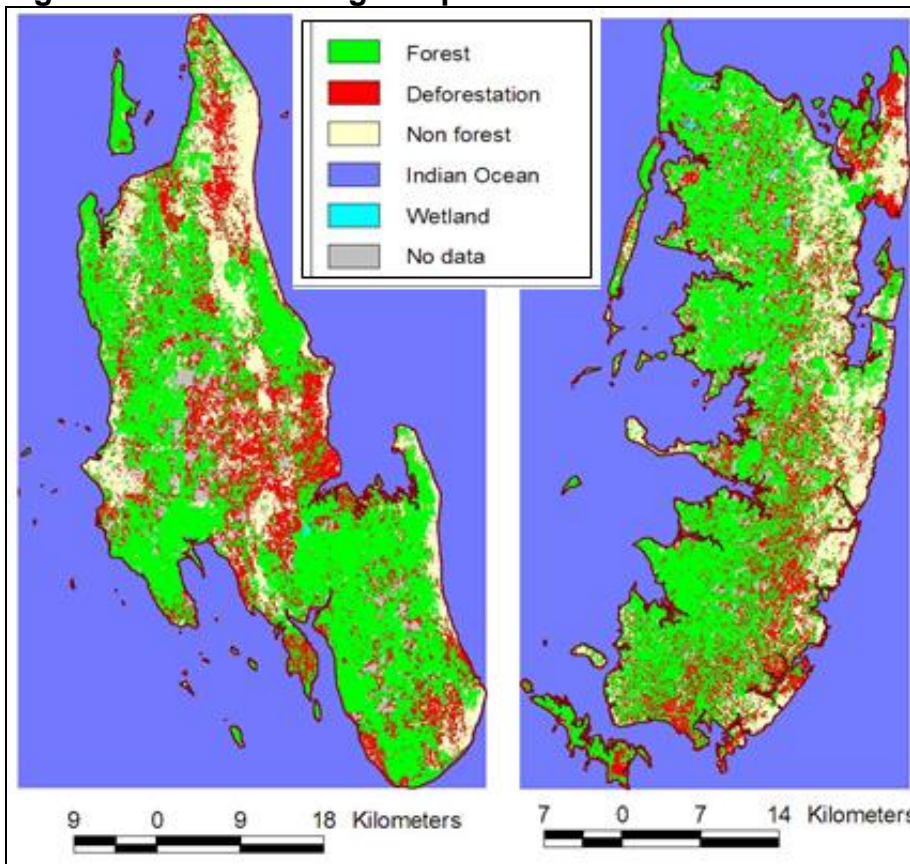 Forest
Deforestation
Non forest
Indian Ocean
Wetland
No data
9 0 9 18 Kilometers
7 0 7 14 Kilometers